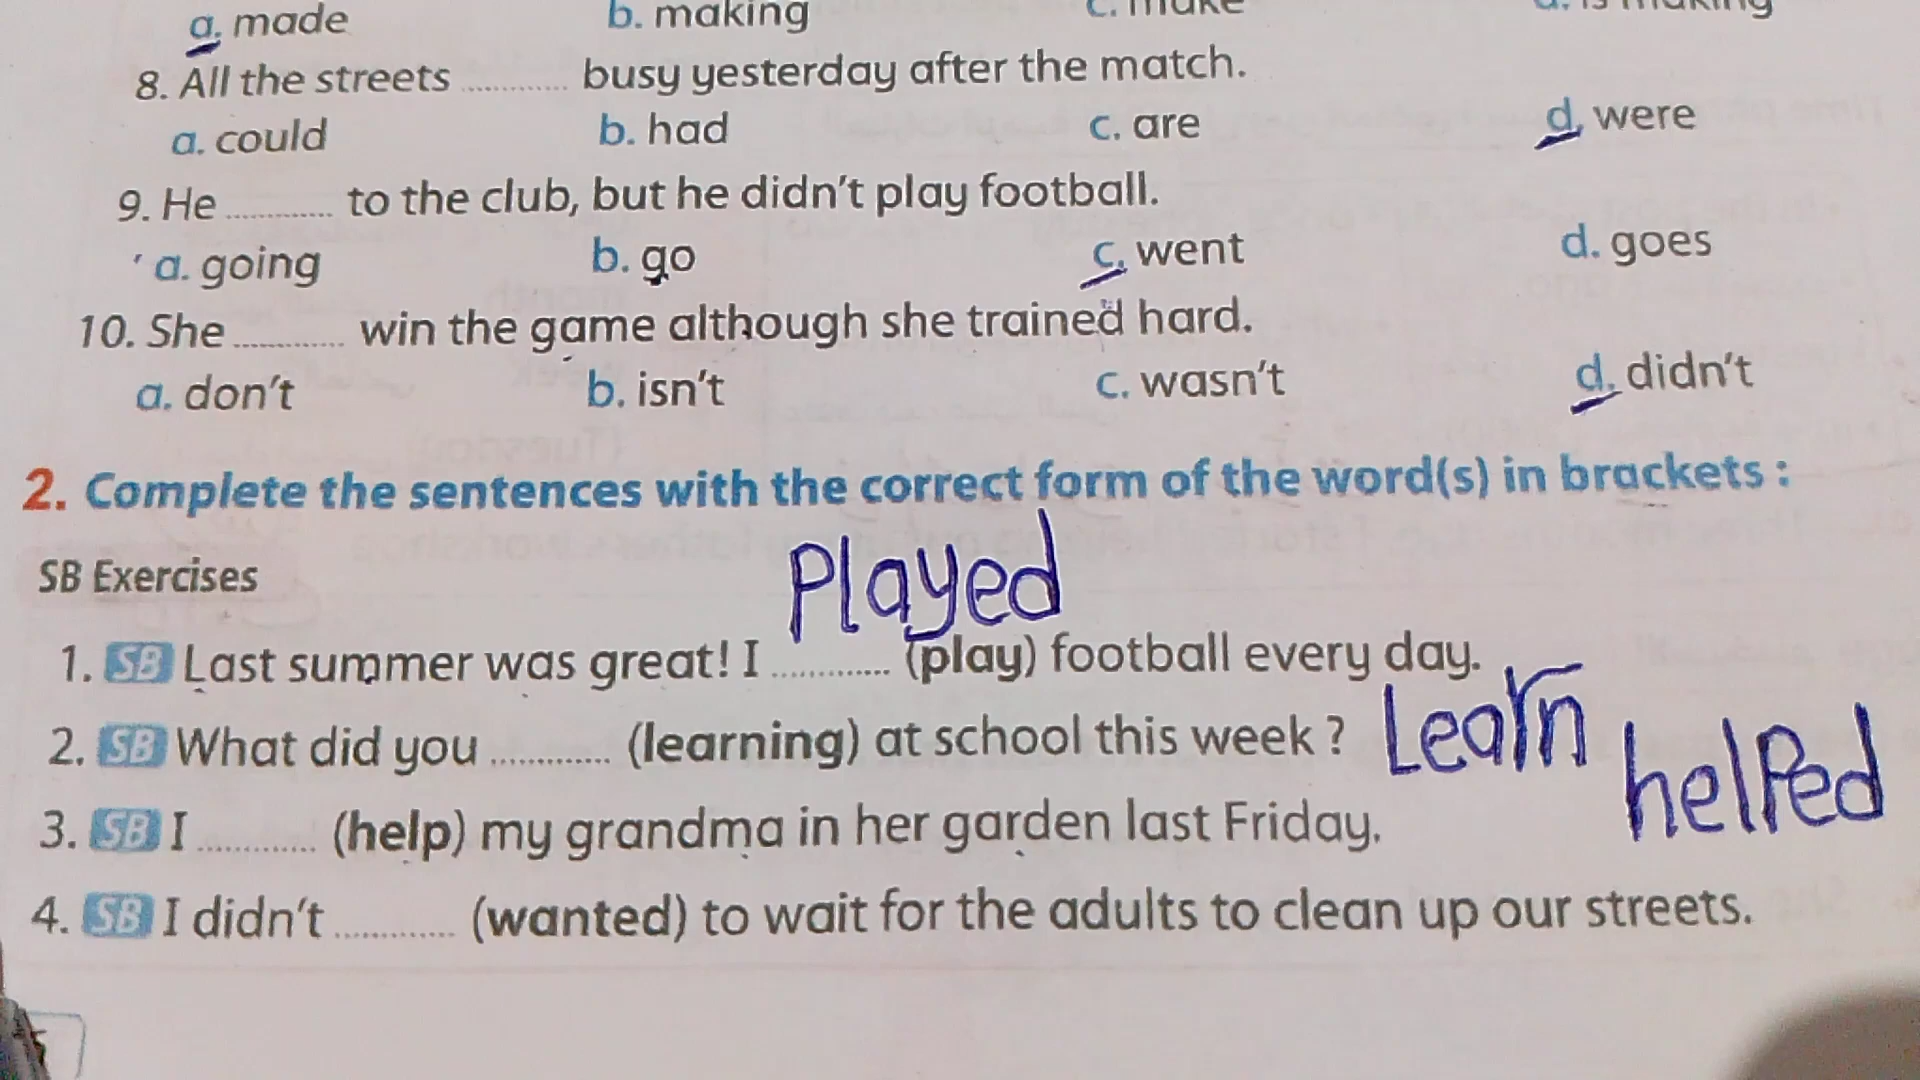 a. made b. making c. make d. is making
8. All the streets ............ busy yesterday after the match.
a. could b. had c. are d. were
9. He ............ to the club, but he didn't play football.
a. going b. go c. went d. goes
10. She ............ win the game although she trained hard.
a. don't b. isn't c. wasn't d. didn't
2. Complete the sentences with the correct form of the word(s) in brackets :
SB Exercises
Played
1. SB Last summer was great! I ............ (play) football every day.
2. SB What did you ............ (learning) at school this week ? Learn
helped
3. SB I ............ (help) my grandma in her garden last Friday.
4. SB I didn't ............ (wanted) to wait for the adults to clean up our streets.